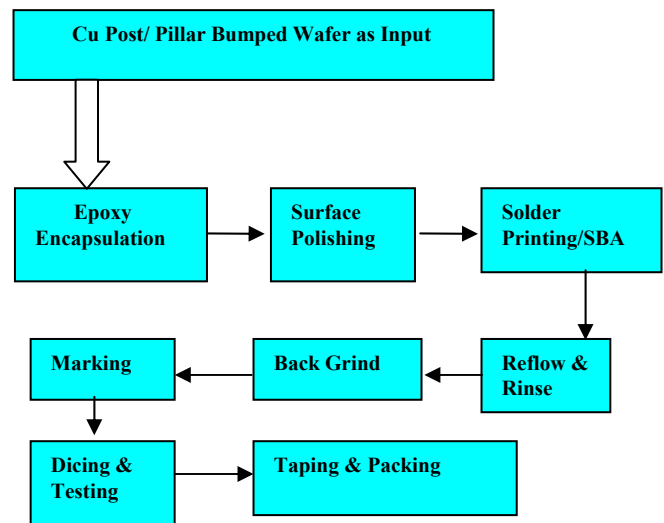 Cu Post/ Pillar Bumped Wafer as Input
Epoxy
Encapsulation
Surface
Polishing
Solder
Printing/SBA
Reflow &
Rinse
Back Grind
Marking
Dicing &
Testing
Taping & Packing